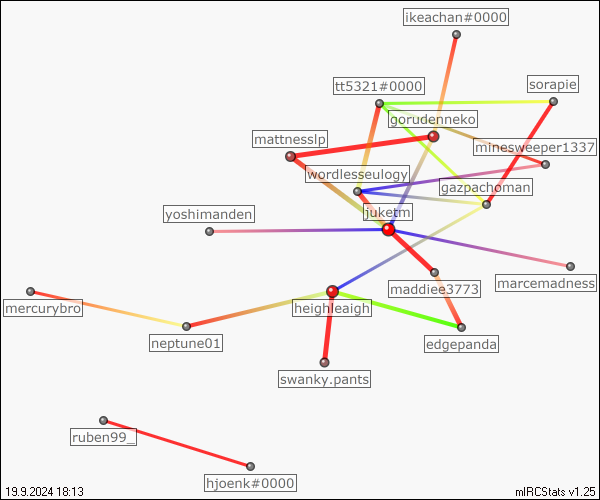 ikeachan#0000
tt5321#0000
sorapie
gorudenneko
mattnesslp
minesweeper1337
wordlesseulogy
gazpachoman
yoshimanden
juketm
marcemadness
maddiee3773
mercurybro
heighleaigh
neptune01
edgepanda
swanky.pants
ruben99_
hjoenk#0000
19.9.2024 18:13
mIRCStats v1.25